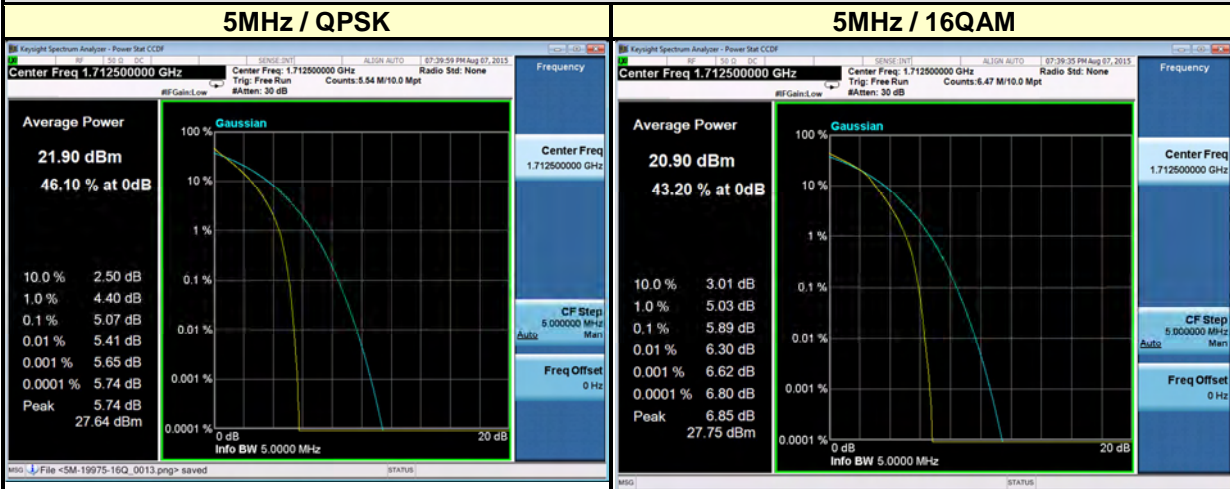 5MHz / QPSK
Keysight Spectrum Analyzer - Power Stat CCDF
RF 50 Ω DC SENSE:INT ALIGN AUTO 07:39:59 PM Aug 07, 2015
Center Freq 1.712500000 GHz
Center Freq: 1.712500000 GHz Radio Std: None
Trig: Free Run Counts:5.54 M/10.0 Mpt
#IFGain:Low #Atten: 30 dB
Frequency
Average Power
21.90 dBm
46.10 % at 0dB
10.0 % 2.50 dB
1.0 % 4.40 dB
0.1 % 5.07 dB
0.01 % 5.41 dB
0.001 % 5.65 dB
0.0001 % 5.74 dB
Peak 5.74 dB
27.64 dBm
Gaussian
100 %
10 %
1 %
0.1 %
0.01 %
0.001 %
0.0001 %
0 dB 20 dB
Info BW 5.0000 MHz
Center Freq
1.712500000 GHz
CF Step
5.000000 MHz
Auto Man
Freq Offset
0 Hz
MSG File <5M-19975-16Q_0013.png> saved STATUS
5MHz / 16QAM
Keysight Spectrum Analyzer - Power Stat CCDF
RF 50 Ω DC SENSE:INT ALIGN AUTO 07:39:35 PM Aug 07, 2015
Center Freq 1.712500000 GHz
Center Freq: 1.712500000 GHz Radio Std: None
Trig: Free Run Counts:6.47 M/10.0 Mpt
#IFGain:Low #Atten: 30 dB
Frequency
Average Power
20.90 dBm
43.20 % at 0dB
10.0 % 3.01 dB
1.0 % 5.03 dB
0.1 % 5.89 dB
0.01 % 6.30 dB
0.001 % 6.62 dB
0.0001 % 6.80 dB
Peak 6.85 dB
27.75 dBm
Gaussian
100 %
10 %
1 %
0.1 %
0.01 %
0.001 %
0.0001 %
0 dB 20 dB
Info BW 5.0000 MHz
Center Freq
1.712500000 GHz
CF Step
5.000000 MHz
Auto Man
Freq Offset
0 Hz
MSG STATUS